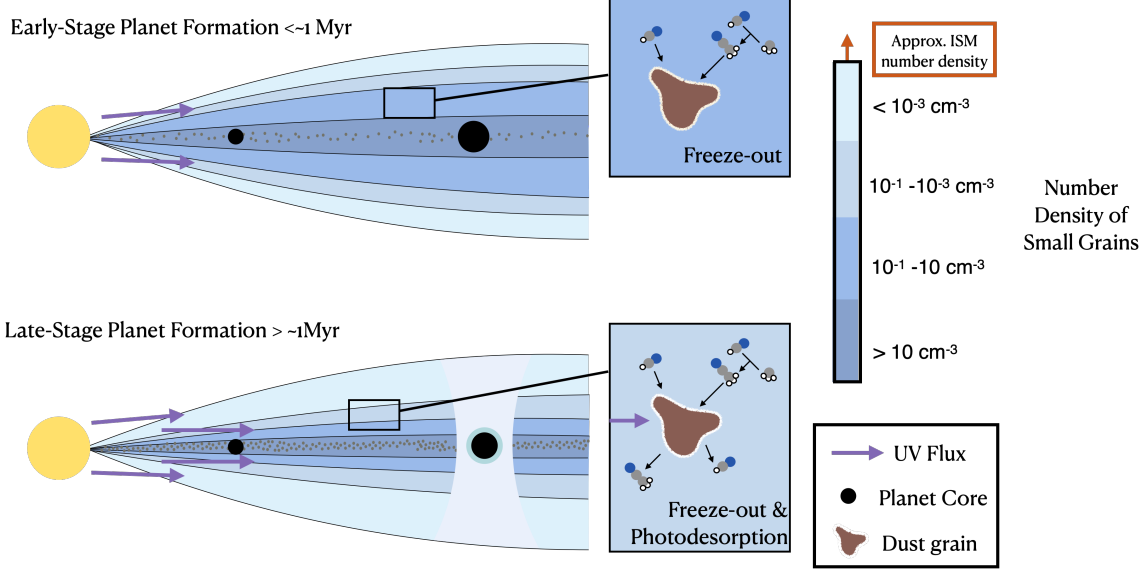 Early-Stage Planet Formation <~1 Myr
Freeze-out
Approx. ISM
number density
< 10⁻³ cm⁻³
10⁻¹ -10⁻³ cm⁻³
10⁻¹ -10 cm⁻³
> 10 cm⁻³
Number
Density of
Small Grains
Late-Stage Planet Formation > ~1Myr
Freeze-out &
Photodesorption
UV Flux
Planet Core
Dust grain